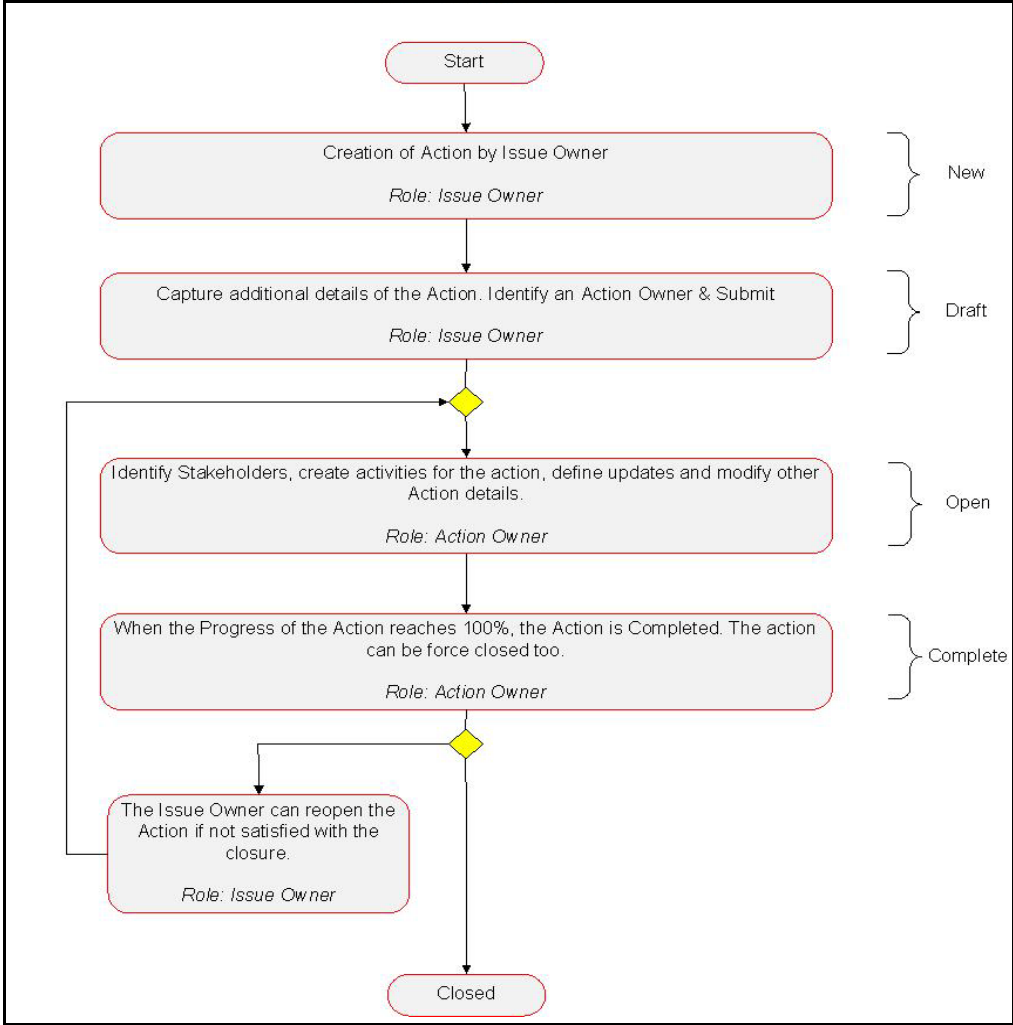 Start
Creation of Action by Issue Owner
Role: Issue Owner
New
Capture additional details of the Action. Identify an Action Owner & Submit
Role: Issue Owner
Draft
Identify Stakeholders, create activities for the action, define updates and modify other
Action details.
Role: Action Owner
Open
When the Progress of the Action reaches 100%, the Action is Completed. The action
can be force closed too.
Role: Action Owner
Complete
The Issue Owner can reopen the
Action if not satisfied with the
closure.
Role: Issue Owner
Closed